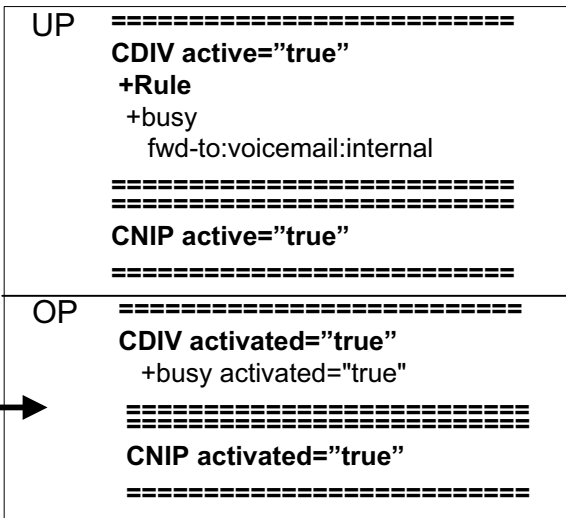 UP ==========================
CDIV active=”true”
+Rule
+busy
fwd-to:voicemail:internal
==========================
==========================
CNIP active=”true”
==========================
OP ==========================
CDIV activated=”true”
+busy activated="true"
==========================
==========================
CNIP activated=”true”
==========================